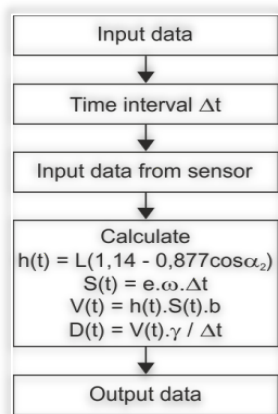 Input data
Time interval Δt
Input data from sensor
Calculate
h(t) = L(1,14 - 0,877cosα₂)
S(t) = e.ω.Δt
V(t) = h(t).S(t).b
D(t) = V(t).γ / Δt
Output data